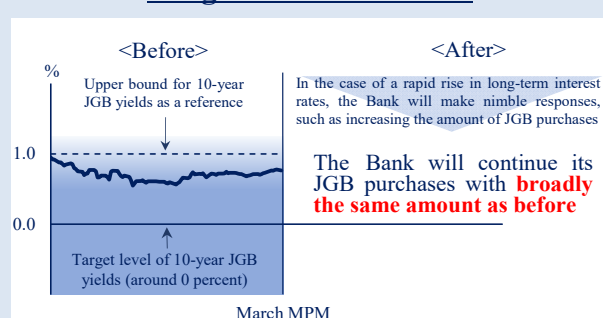 <Before>
<After>
%
Upper bound for 10-year
JGB yields as a reference
In the case of a rapid rise in long-term interest
rates, the Bank will make nimble responses,
such as increasing the amount of JGB purchases
1.0
The Bank will continue its
JGB purchases with broadly
the same amount as before
0.0
Target level of 10-year JGB
yields (around 0 percent)
March MPM